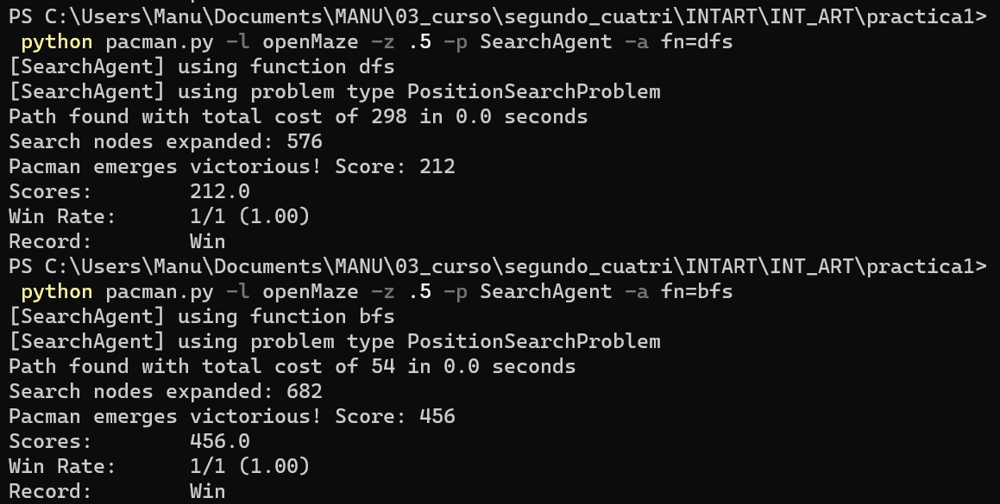 PS C:\Users\Manu\Documents\MANU\03_curso\segundo_cuatri\INTART\INT_ART\practica1>
python pacman.py -l openMaze -z .5 -p SearchAgent -a fn=dfs
[SearchAgent] using function dfs
[SearchAgent] using problem type PositionSearchProblem
Path found with total cost of 298 in 0.0 seconds
Search nodes expanded: 576
Pacman emerges victorious! Score: 212
Scores:        212.0
Win Rate:      1/1 (1.00)
Record:        Win
PS C:\Users\Manu\Documents\MANU\03_curso\segundo_cuatri\INTART\INT_ART\practica1>
python pacman.py -l openMaze -z .5 -p SearchAgent -a fn=bfs
[SearchAgent] using function bfs
[SearchAgent] using problem type PositionSearchProblem
Path found with total cost of 54 in 0.0 seconds
Search nodes expanded: 682
Pacman emerges victorious! Score: 456
Scores:        456.0
Win Rate:      1/1 (1.00)
Record:        Win